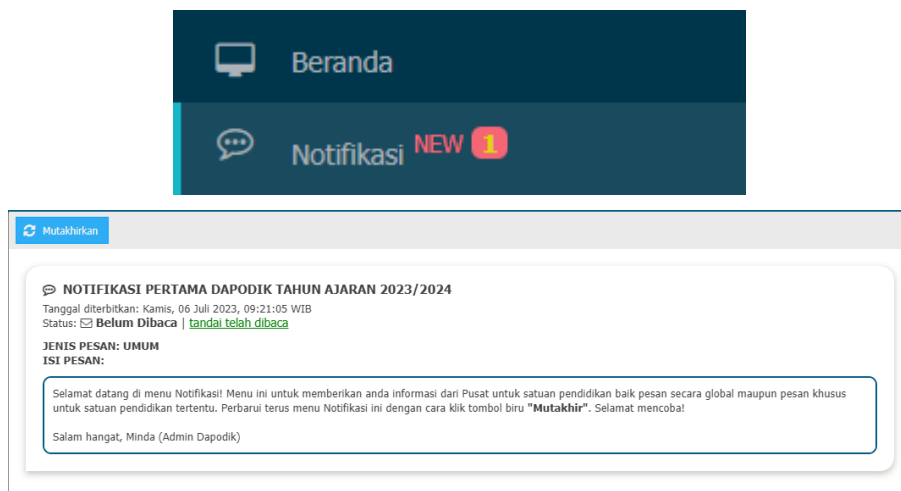 Beranda
Notifikasi NEW 1
Mutakhirkan
NOTIFIKASI PERTAMA DAPODIK TAHUN AJARAN 2023/2024
Tanggal diterbitkan: Kamis, 06 Juli 2023, 09:21:05 WIB
Status: Belum Dibaca | tandai telah dibaca
JENIS PESAN: UMUM
ISI PESAN:
Selamat datang di menu Notifikasi! Menu ini untuk memberikan anda informasi dari Pusat untuk satuan pendidikan baik pesan secara global maupun pesan khusus
untuk satuan pendidikan tertentu. Perbarui terus menu Notifikasi ini dengan cara klik tombol biru "Mutakhir". Selamat mencoba!
Salam hangat, Minda (Admin Dapodik)